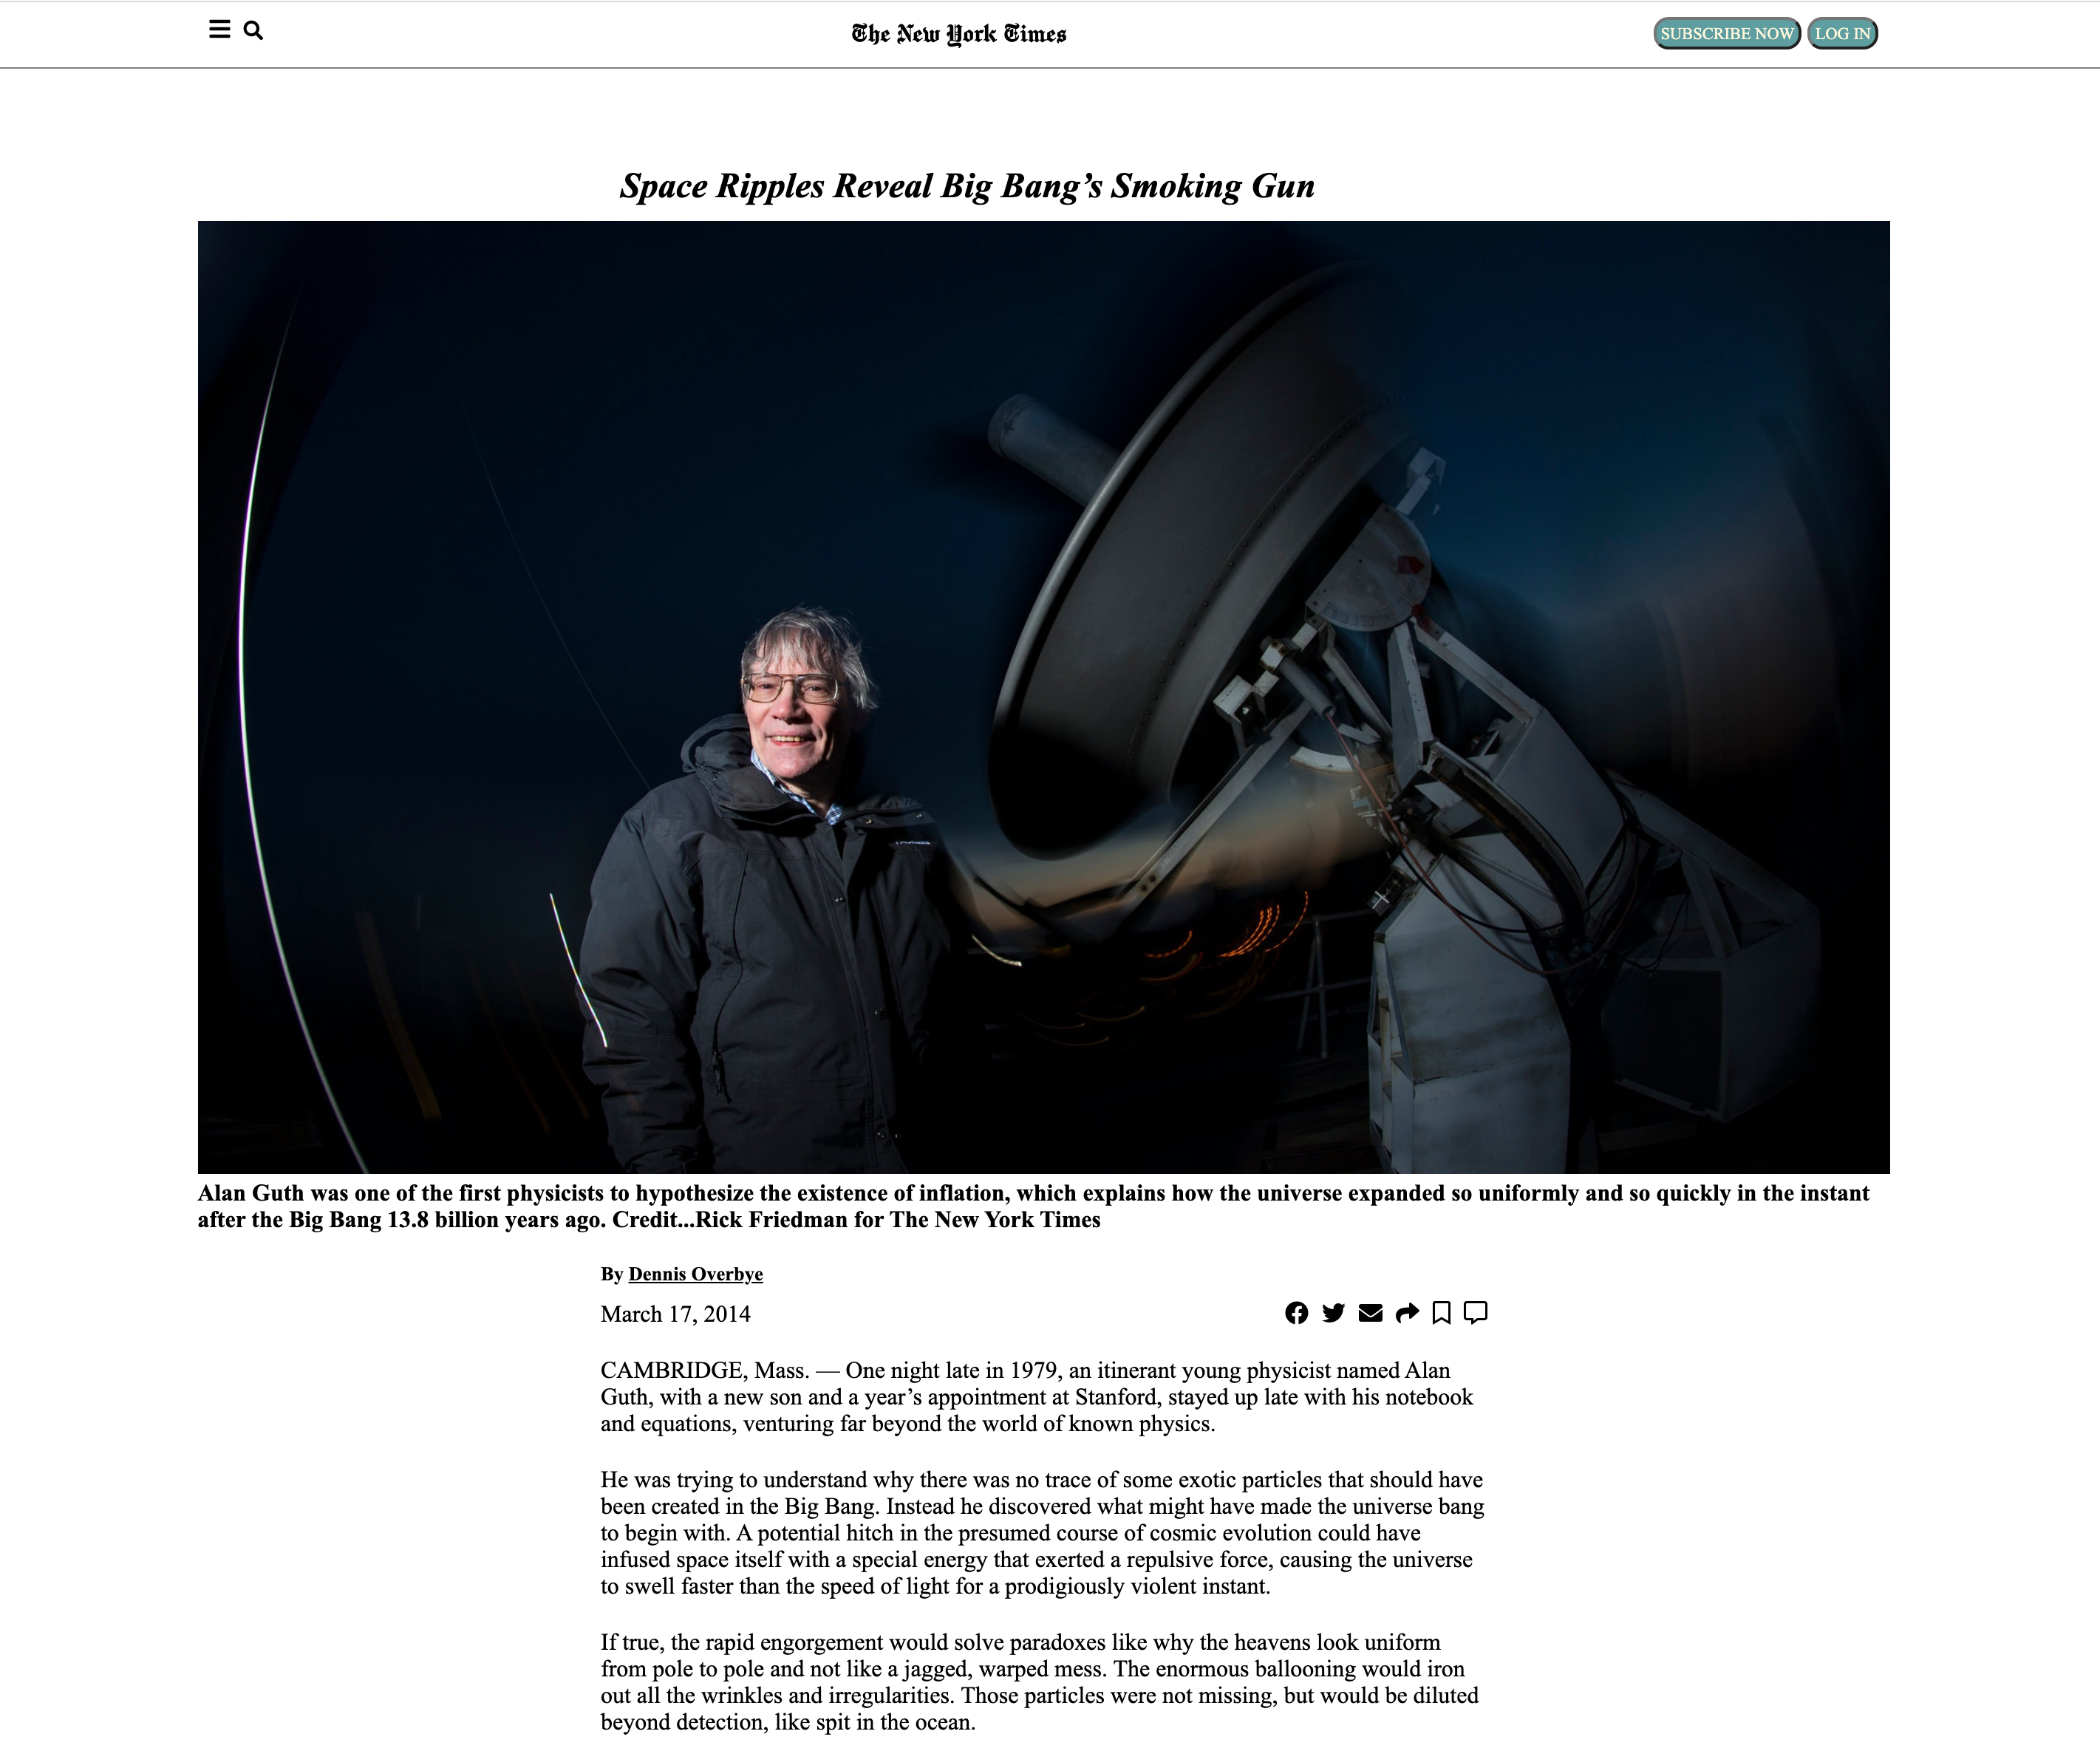 The New York Times
SUBSCRIBE NOW
LOG IN
Space Ripples Reveal Big Bang’s Smoking Gun
Alan Guth was one of the first physicists to hypothesize the existence of inflation, which explains how the universe expanded so uniformly and so quickly in the instant
after the Big Bang 13.8 billion years ago. Credit...Rick Friedman for The New York Times
By Dennis Overbye
March 17, 2014
CAMBRIDGE, Mass. — One night late in 1979, an itinerant young physicist named Alan
Guth, with a new son and a year’s appointment at Stanford, stayed up late with his notebook
and equations, venturing far beyond the world of known physics.
He was trying to understand why there was no trace of some exotic particles that should have
been created in the Big Bang. Instead he discovered what might have made the universe bang
to begin with. A potential hitch in the presumed course of cosmic evolution could have
infused space itself with a special energy that exerted a repulsive force, causing the universe
to swell faster than the speed of light for a prodigiously violent instant.
If true, the rapid engorgement would solve paradoxes like why the heavens look uniform
from pole to pole and not like a jagged, warped mess. The enormous ballooning would iron
out all the wrinkles and irregularities. Those particles were not missing, but would be diluted
beyond detection, like spit in the ocean.